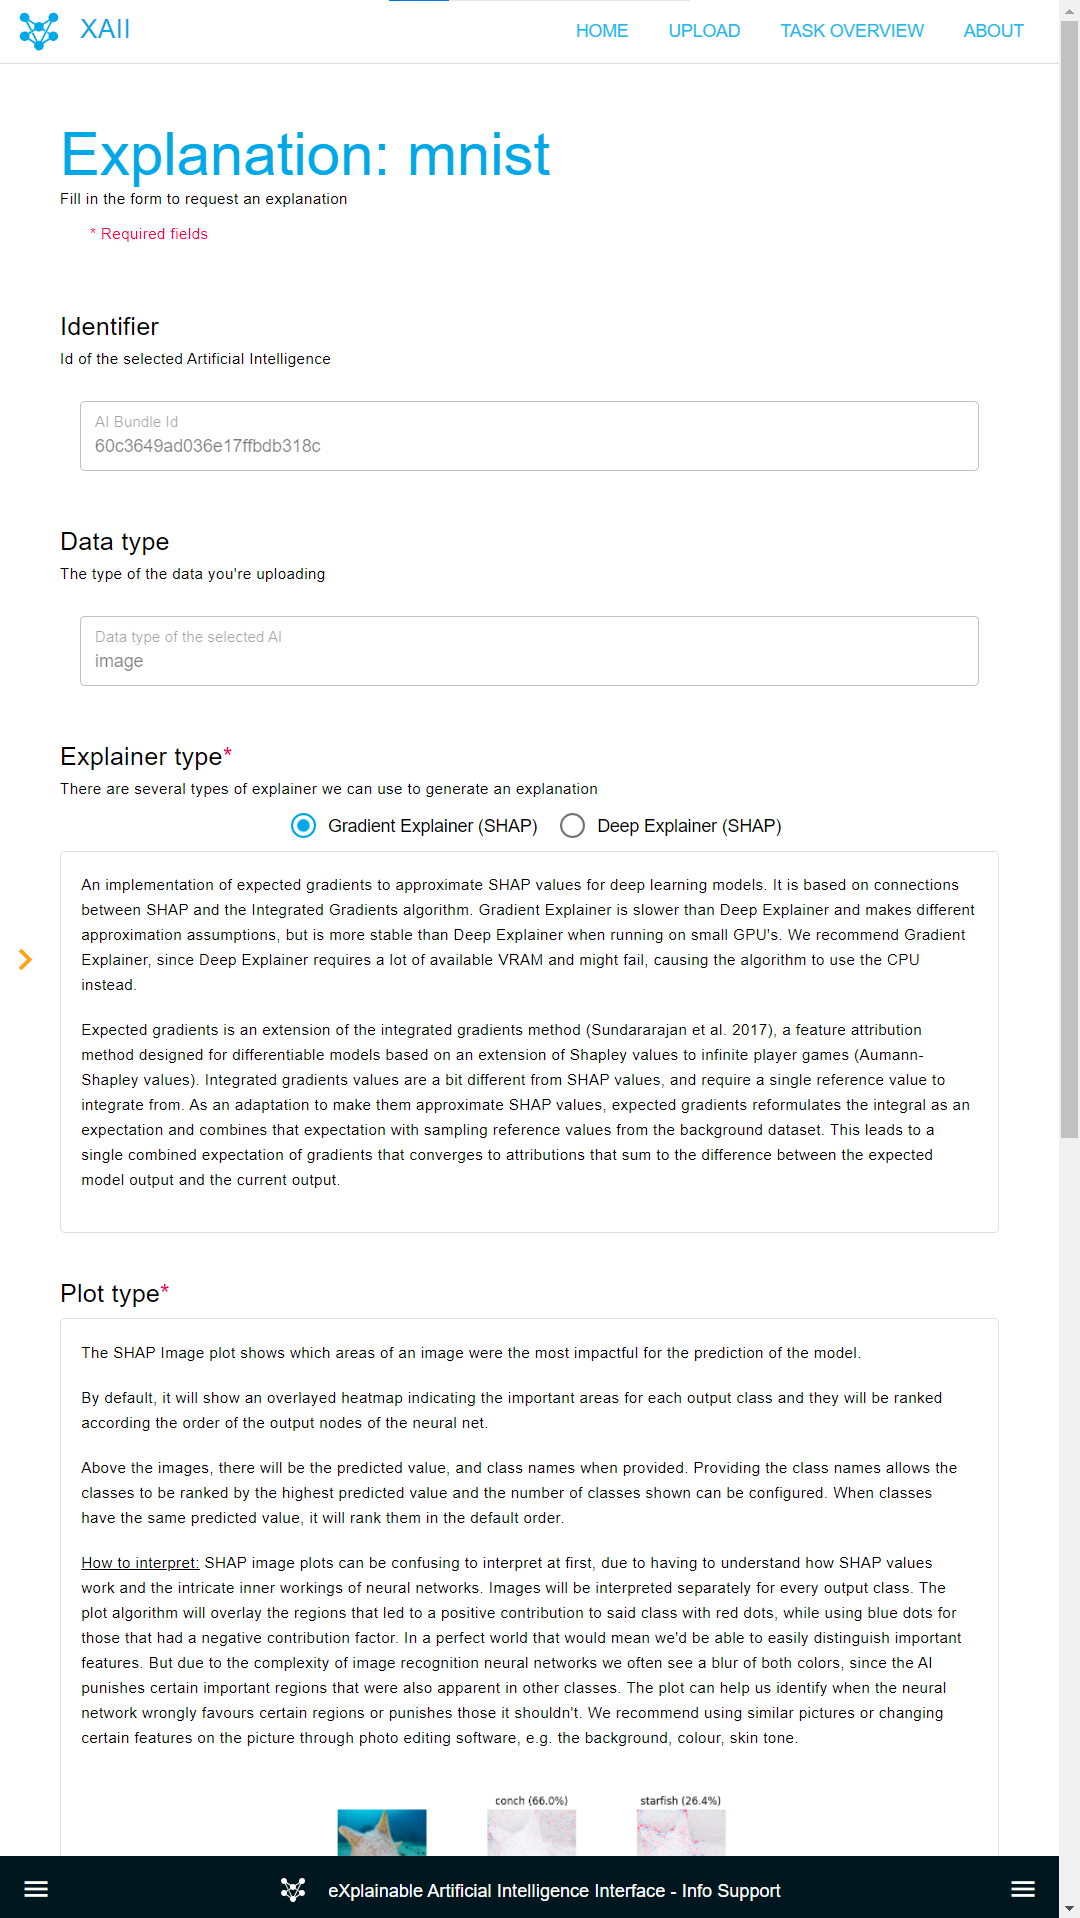 XAII
HOME UPLOAD TASK OVERVIEW ABOUT
Explanation: mnist
Fill in the form to request an explanation
* Required fields
Identifier
Id of the selected Artificial Intelligence
AI Bundle Id
60c3649ad036e17ffbdb318c
Data type
The type of the data you're uploading
Data type of the selected AI
image
Explainer type*
There are several types of explainer we can use to generate an explanation
Gradient Explainer (SHAP) Deep Explainer (SHAP)
An implementation of expected gradients to approximate SHAP values for deep learning models. It is based on connections
between SHAP and the Integrated Gradients algorithm. Gradient Explainer is slower than Deep Explainer and makes different
approximation assumptions, but is more stable than Deep Explainer when running on small GPU's. We recommend Gradient
Explainer, since Deep Explainer requires a lot of available VRAM and might fail, causing the algorithm to use the CPU
instead.
Expected gradients is an extension of the integrated gradients method (Sundararajan et al. 2017), a feature attribution
method designed for differentiable models based on an extension of Shapley values to infinite player games (Aumann-
Shapley values). Integrated gradients values are a bit different from SHAP values, and require a single reference value to
integrate from. As an adaptation to make them approximate SHAP values, expected gradients reformulates the integral as an
expectation and combines that expectation with sampling reference values from the background dataset. This leads to a
single combined expectation of gradients that converges to attributions that sum to the difference between the expected
model output and the current output.
Plot type*
The SHAP Image plot shows which areas of an image were the most impactful for the prediction of the model.
By default, it will show an overlayed heatmap indicating the important areas for each output class and they will be ranked
according the order of the output nodes of the neural net.
Above the images, there will be the predicted value, and class names when provided. Providing the class names allows the
classes to be ranked by the highest predicted value and the number of classes shown can be configured. When classes
have the same predicted value, it will rank them in the default order.
How to interpret: SHAP image plots can be confusing to interpret at first, due to having to understand how SHAP values
work and the intricate inner workings of neural networks. Images will be interpreted separately for every output class. The
plot algorithm will overlay the regions that led to a positive contribution to said class with red dots, while using blue dots for
those that had a negative contribution factor. In a perfect world that would mean we'd be able to easily distinguish important
features. But due to the complexity of image recognition neural networks we often see a blur of both colors, since the AI
punishes certain important regions that were also apparent in other classes. The plot can help us identify when the neural
network wrongly favours certain regions or punishes those it shouldn't. We recommend using similar pictures or changing
certain features on the picture through photo editing software, e.g. the background, colour, skin tone.
conch (66.0%) starfish (26.4%)
eXplainable Artificial Intelligence Interface - Info Support